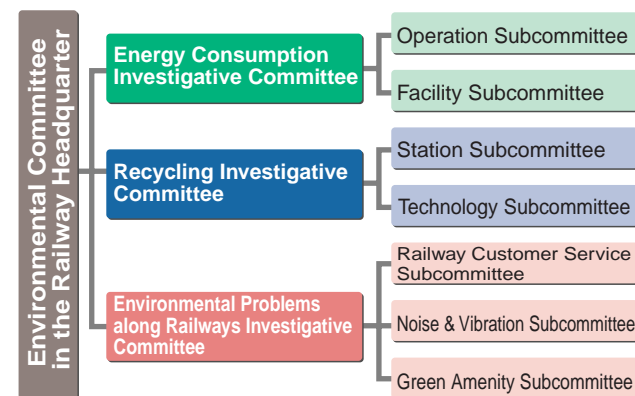 Environmental Committee
in the Railway Headquarter
Energy Consumption
Investigative Committee
Operation Subcommittee
Facility Subcommittee
Recycling Investigative
Committee
Station Subcommittee
Technology Subcommittee
Environmental Problems
along Railways Investigative
Committee
Railway Customer Service
Subcommittee
Noise & Vibration Subcommittee
Green Amenity Subcommittee